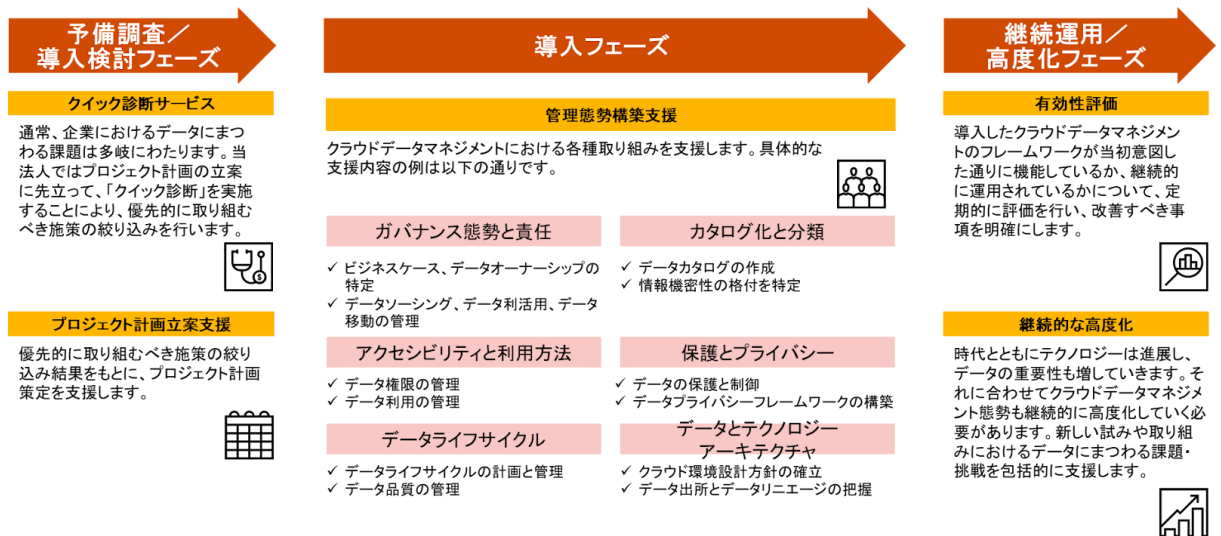 予備調査／
導入検討フェーズ
クイック診断サービス
通常、企業におけるデータにまつ
わる課題は多岐にわたります。当
法人ではプロジェクト計画の立案
に先立って、「クイック診断」を実施
することにより、優先的に取り組む
べき施策の絞り込みを行います。
プロジェクト計画立案支援
優先的に取り組むべき施策の絞り
込み結果をもとに、プロジェクト計画
策定を支援します。
導入フェーズ
管理態勢構築支援
クラウドデータマネジメントにおける各種取り組みを支援します。具体的な
支援内容の例は以下の通りです。
ガバナンス態勢と責任
✓ ビジネスケース、データオーナーシップの
特定
✓ データソーシング、データ利活用、データ
移動の管理
カタログ化と分類
✓ データカタログの作成
✓ 情報機密性の格付を特定
アクセシビリティと利用方法
✓ データ権限の管理
✓ データ利用の管理
保護とプライバシー
✓ データの保護と制御
✓ データプライバシーフレームワークの構築
データライフサイクル
✓ データライフサイクルの計画と管理
✓ データ品質の管理
データとテクノロジー
アーキテクチャ
✓ クラウド環境設計方針の確立
✓ データ出所とデータリニエージの把握
継続運用／
高度化フェーズ
有効性評価
導入したクラウドデータマネジメン
トのフレームワークが当初意図し
た通りに機能しているか、継続的
に運用されているかについて、定
期的に評価を行い、改善すべき事
項を明確にします。
継続的な高度化
時代とともにテクノロジーは進展し、
データの重要性も増していきます。そ
れに合わせてクラウドデータマネジメ
ント態勢も継続的に高度化していく必
要があります。新しい試みや取り組
みにおけるデータにまつわる課題・
挑戦を包括的に支援します。